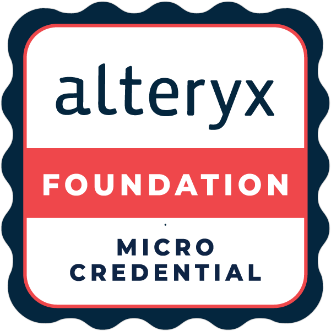 alteryx
FOUNDATION
MICRO
CREDENTIAL